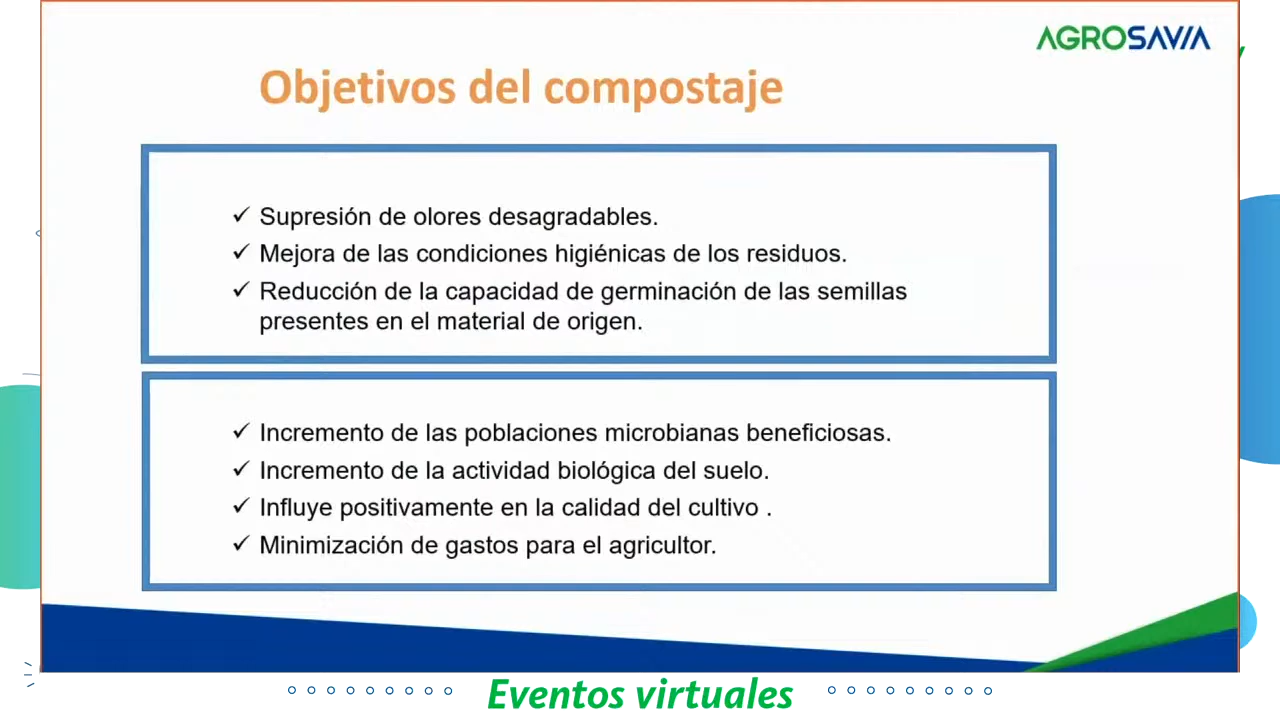 AGROSAVIA
Objetivos del compostaje
✓ Supresión de olores desagradables.
✓ Mejora de las condiciones higiénicas de los residuos.
✓ Reducción de la capacidad de germinación de las semillas
presentes en el material de origen.
✓ Incremento de las poblaciones microbianas beneficiosas.
✓ Incremento de la actividad biológica del suelo.
✓ Influye positivamente en la calidad del cultivo .
✓ Minimización de gastos para el agricultor.
Eventos virtuales